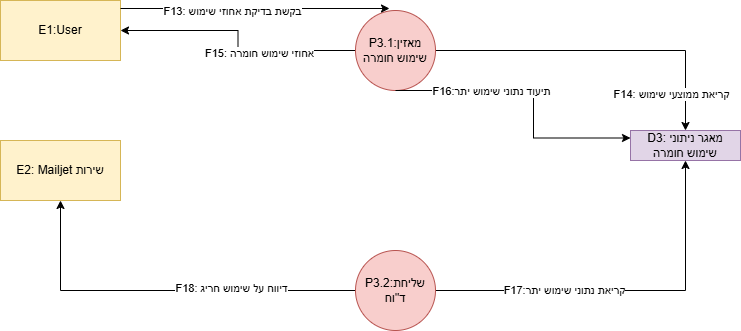 F13: בקשת בדיקת אחוזי שימוש
E1:User
P3.1:מאזין
שימוש חומרה
F15: אחוזי שימוש חומרה
F16:תיעוד נתוני שימוש יתר
F14: קריאת ממוצעי שימוש
D3: מאגר ניתוני
שימוש חומרה
E2: Mailjet שירות
P3.2:שליחת
ד"וח
F18: דיווח על שימוש חריג
F17:קריאת נתוני שימוש יתר